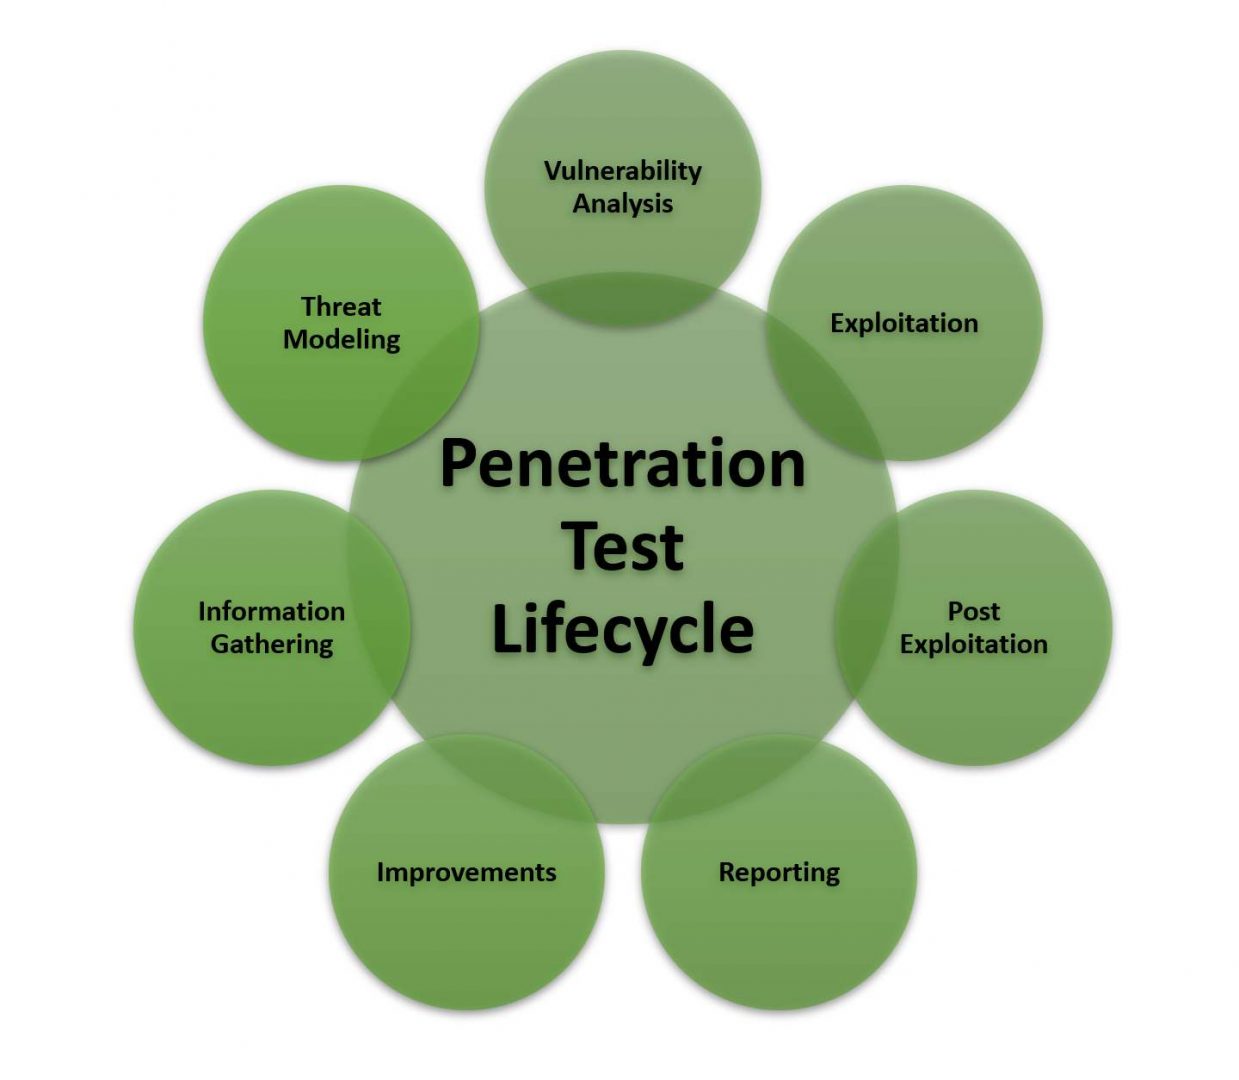 Vulnerability
Analysis
Exploitation
Post
Exploitation
Reporting
Improvements
Information
Gathering
Threat
Modeling
Penetration
Test
Lifecycle